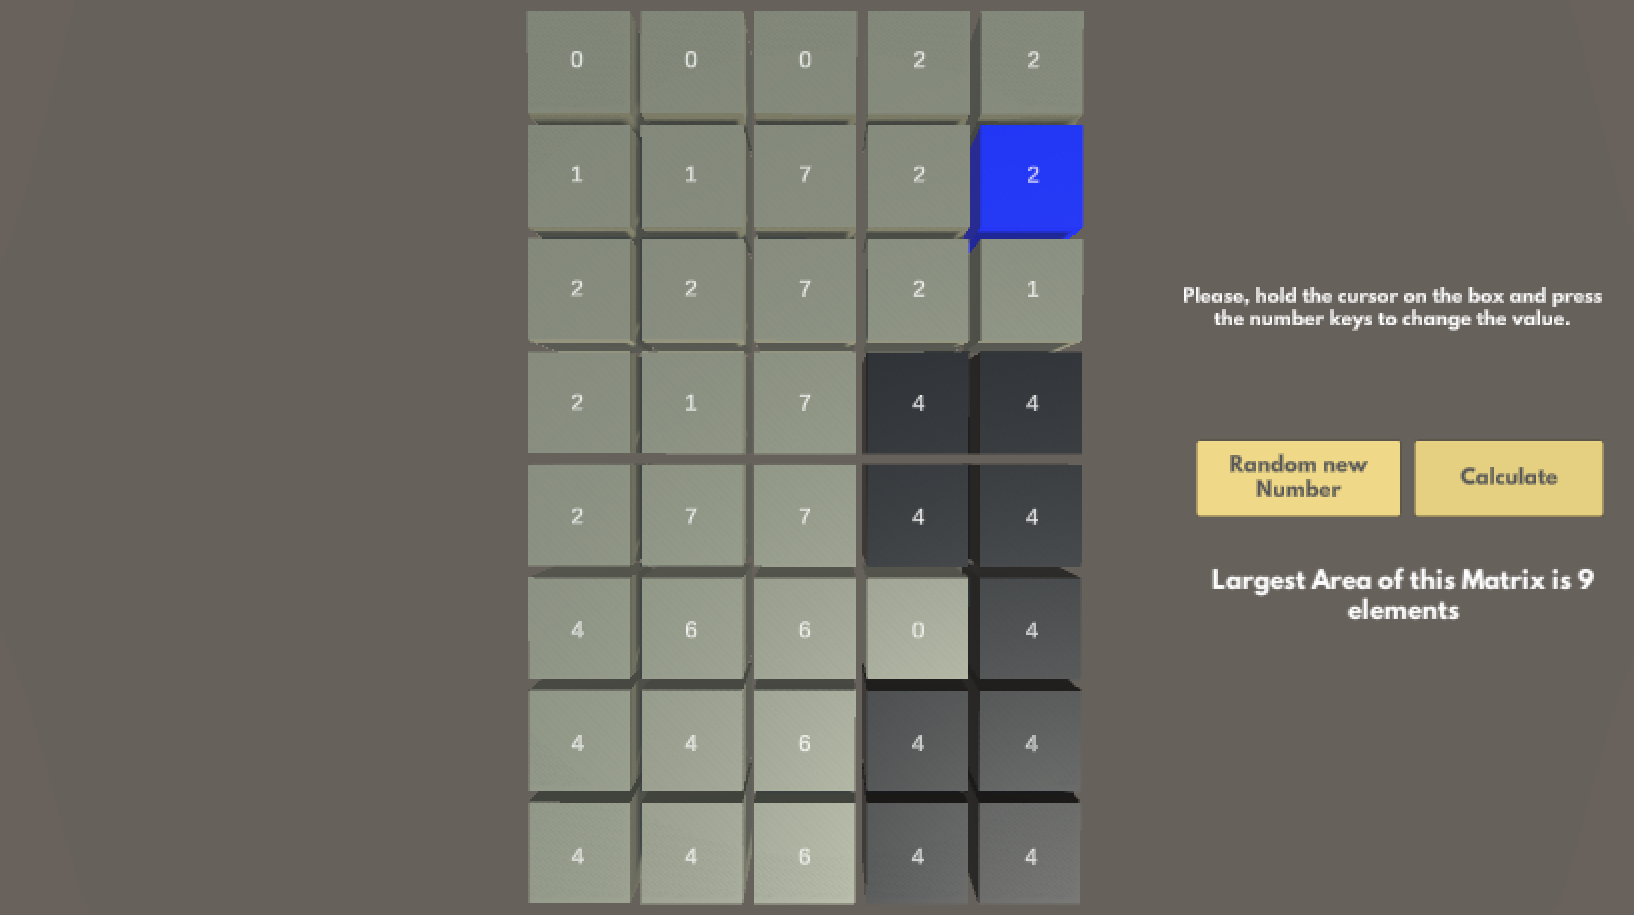 0 0 0 2 2
1 1 7 2 2
2 2 7 2 1
2 1 7 4 4
2 7 7 4 4
4 6 6 0 4
4 4 6 4 4
4 4 6 4 4
Please, hold the cursor on the box and press
the number keys to change the value.
Random new
Number
Calculate
Largest Area of this Matrix is 9
elements